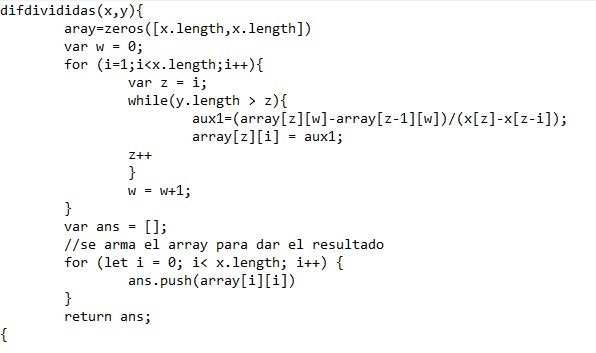 difdivididas(x,y){
aray=zeros([x.length,x.length])
var w = 0;
for (i=1;i<x.length;i++){
var z = i;
while(y.length > z){
aux1=(array[z][w]-array[z-1][w])/(x[z]-x[z-i]);
array[z][i] = aux1;
z++
}
w = w+1;
}
var ans = [];
//se arma el array para dar el resultado
for (let i = 0; i< x.length; i++) {
ans.push(array[i][i])
}
return ans;
{